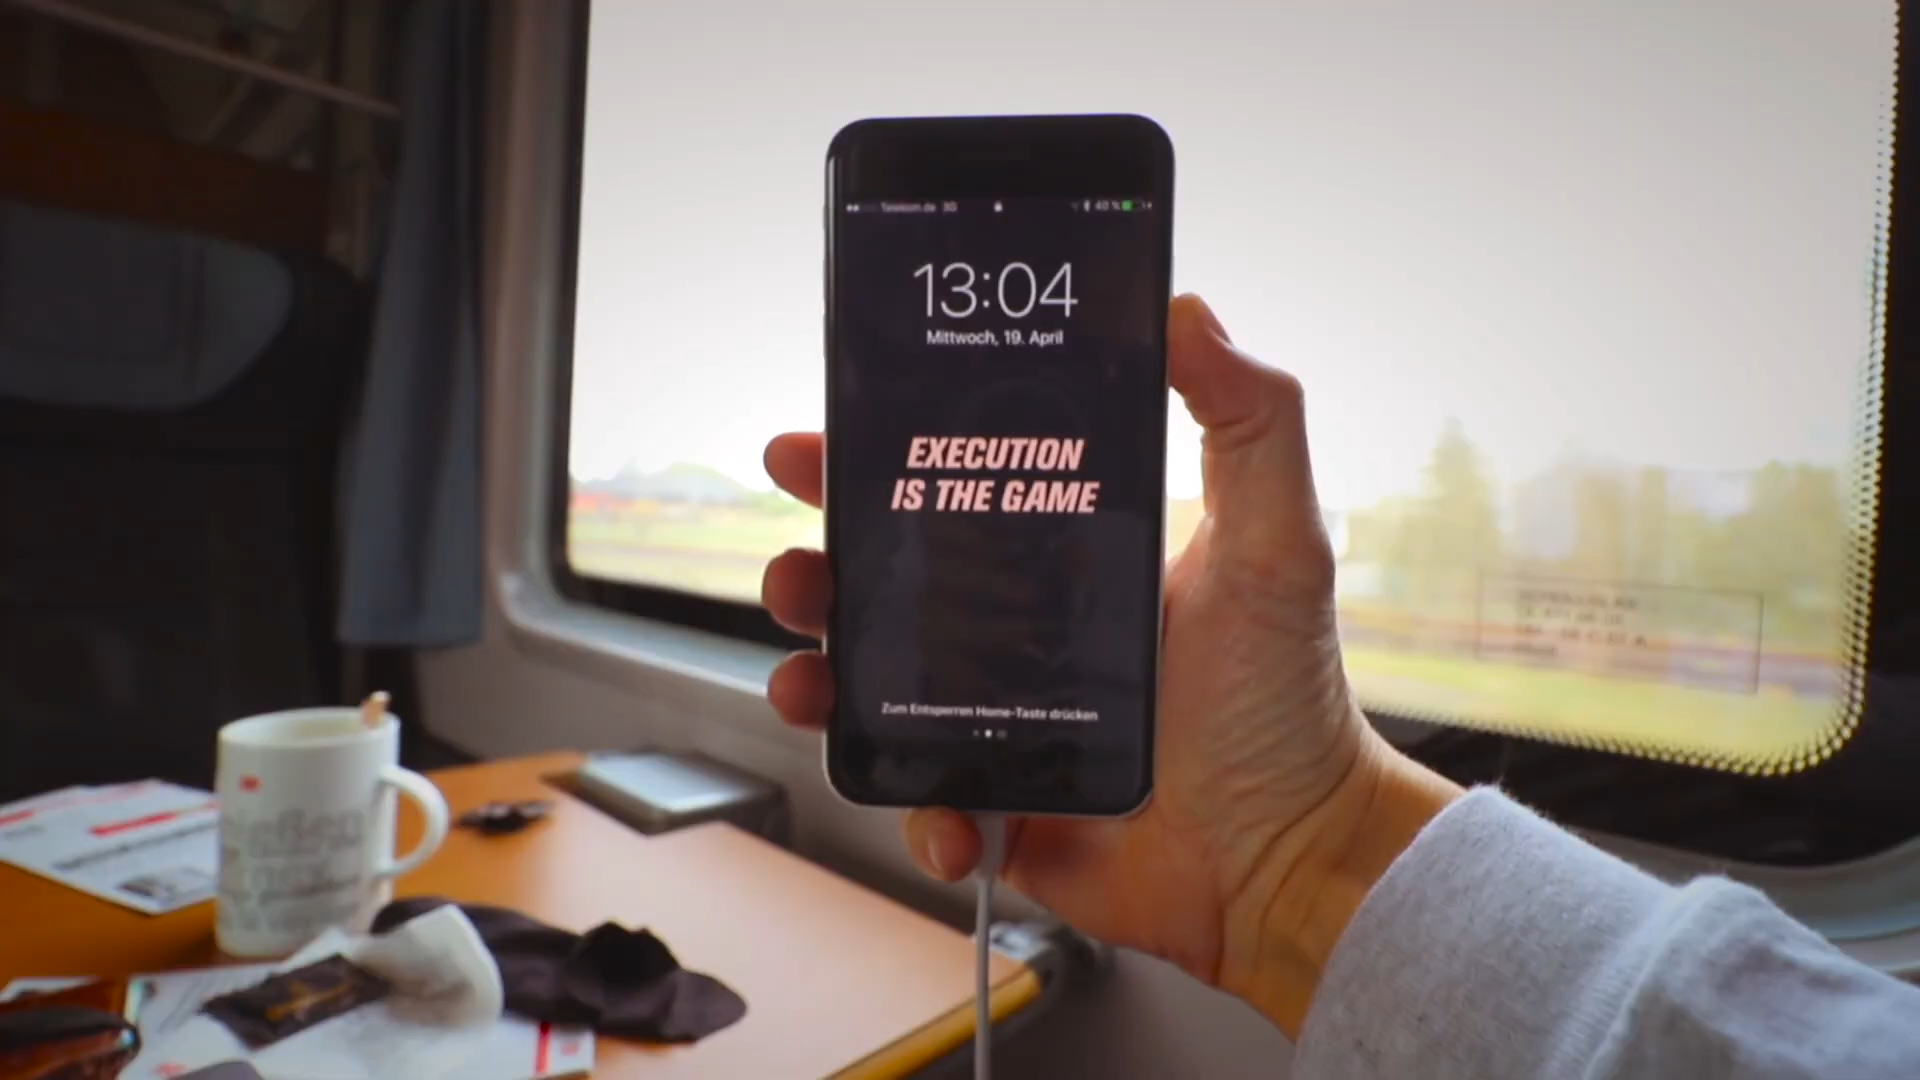 Telekom.de 3G 40 %
13:04
Mittwoch, 19. April
EXECUTION
IS THE GAME
Zum Entsperren Home-Taste drücken